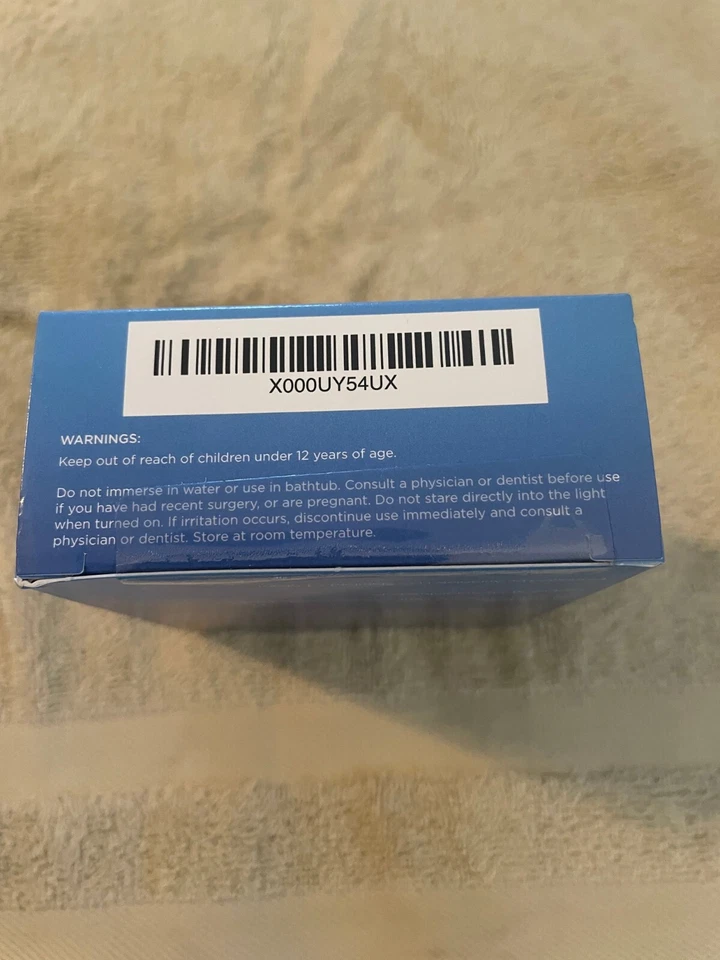 X000UY54UX
WARNINGS:
Keep out of reach of children under 12 years of age.
Do not immerse in water or use in bathtub. Consult a physician or dentist before use
if you have had recent surgery, or are pregnant. Do not stare directly into the light
when turned on. If irritation occurs, discontinue use immediately and consult a
physician or dentist. Store at room temperature.